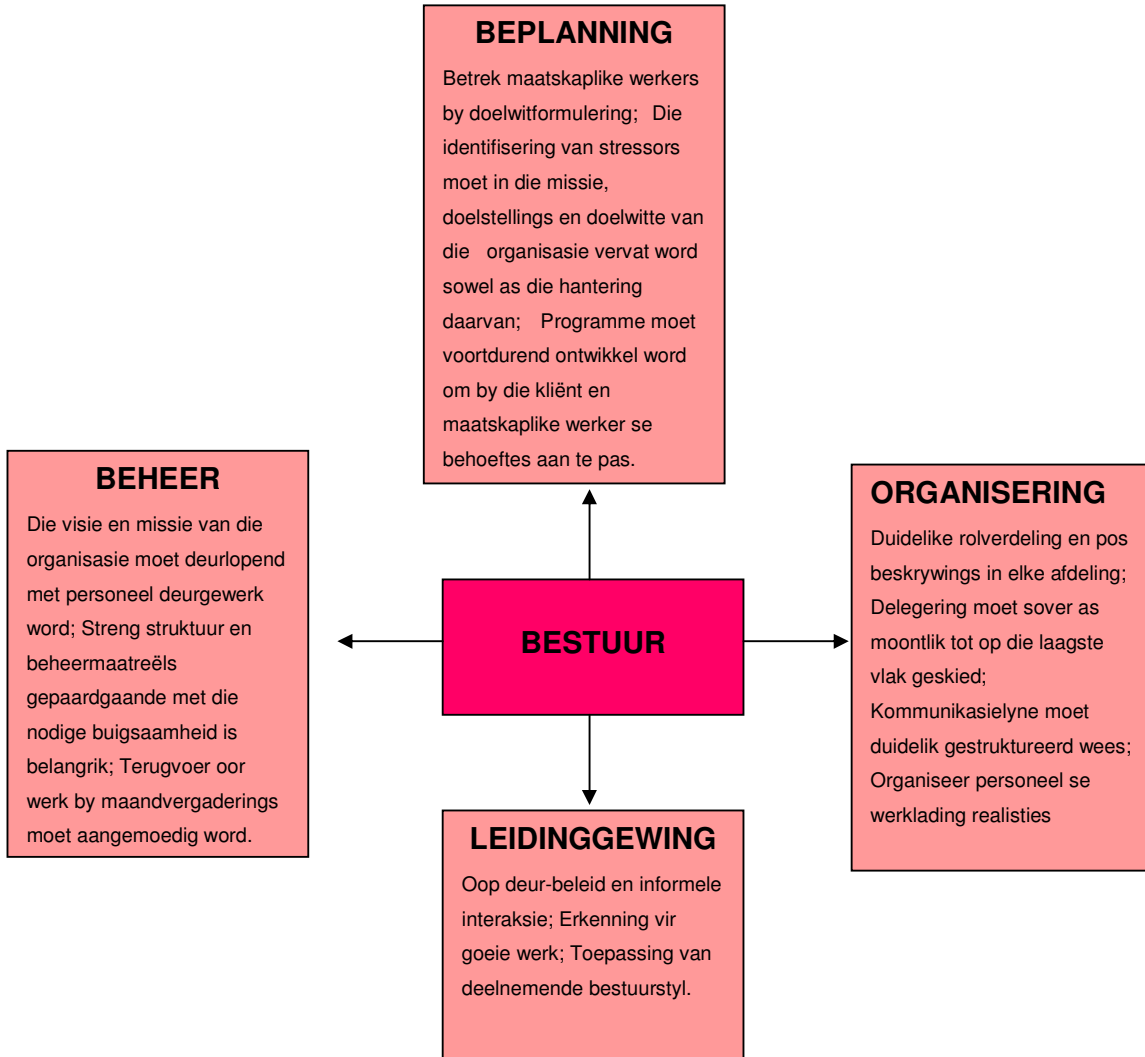 BEPLANNING
Betrek maatskaplike werkers
by doelwitformulering; Die
identifisering van stressors
moet in die missie,
doelstellings en doelwitte van
die organisasie vervat word
sowel as die hantering
daarvan; Programme moet
voortdurend ontwikkel word
om by die kliënt en
maatskaplike werker se
behoeftes aan te pas.
BEHEER
Die visie en missie van die
organisasie moet deurlopend
met personeel deurgewerk
word; Streng struktuur en
beheermaatreëls
gepaardgaande met die
nodige buigsaamheid is
belangrik; Terugvoer oor
werk by maandvergaderings
moet aangemoedig word.
BESTUUR
ORGANISERING
Duidelike rolverdeling en pos
beskrywings in elke afdeling;
Delegering moet sover as
moontlik tot op die laagste
vlak geskied;
Kommunikasielyne moet
duidelik gestruktureerd wees;
Organiseer personeel se
werklading realisties
LEIDINGGEWING
Oop deur-beleid en informele
interaksie; Erkenning vir
goeie werk; Toepassing van
deelnemende bestuurstyl.